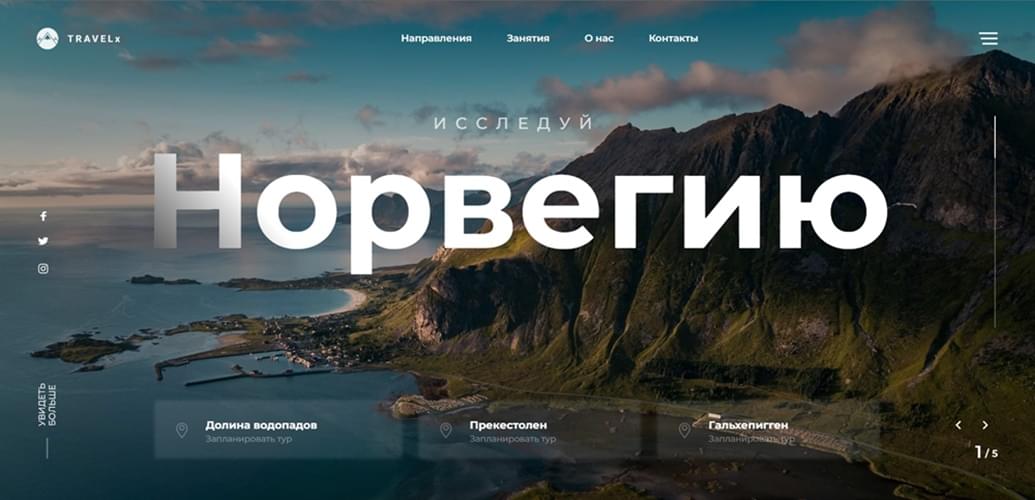 TRAVELx
Направления
Занятия
О нас
Контакты
ИССЛЕДУЙ
Норвегию
УВИДЕТЬ
БОЛЬШЕ
Долина водопадов
Запланировать тур
Прекестолен
Запланировать тур
Гальхепигген
Запланировать тур
1/5